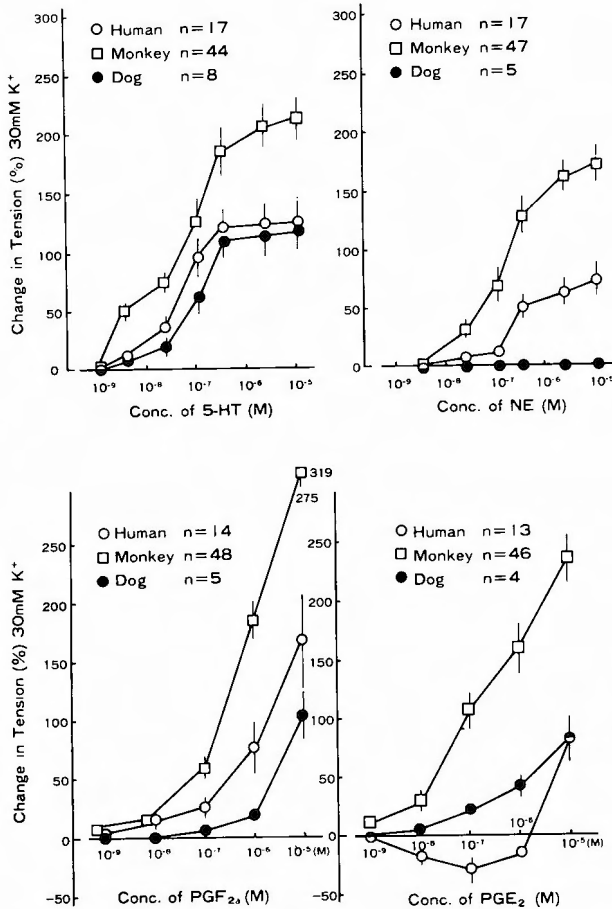 300
250
200
150
100
50
0
Change in Tension (%) 30mM K⁺
Human n=17
Monkey n=44
Dog n=8
10⁻⁹ 10⁻⁸ 10⁻⁷ 10⁻⁶ 10⁻⁵
Conc. of 5-HT (M)
300
250
200
150
100
50
0
Human n=17
Monkey n=47
Dog n=5
10⁻⁹ 10⁻⁸ 10⁻⁷ 10⁻⁶ 10⁻⁵
Conc. of NE (M)
319
275
250
200
150
100
50
0
-50
Change in Tension (%) 30mM K⁺
Human n=14
Monkey n=48
Dog n=5
10⁻⁹ 10⁻⁸ 10⁻⁷ 10⁻⁶ 10⁻⁵(M)
Conc. of PGF₂ₐ (M)
250
200
150
100
50
0
-50
Human n=13
Monkey n=46
Dog n=4
10⁻⁹ 10⁻⁸ 10⁻⁷ 10⁻⁶ 10⁻⁵(M)
Conc. of PGE₂ (M)